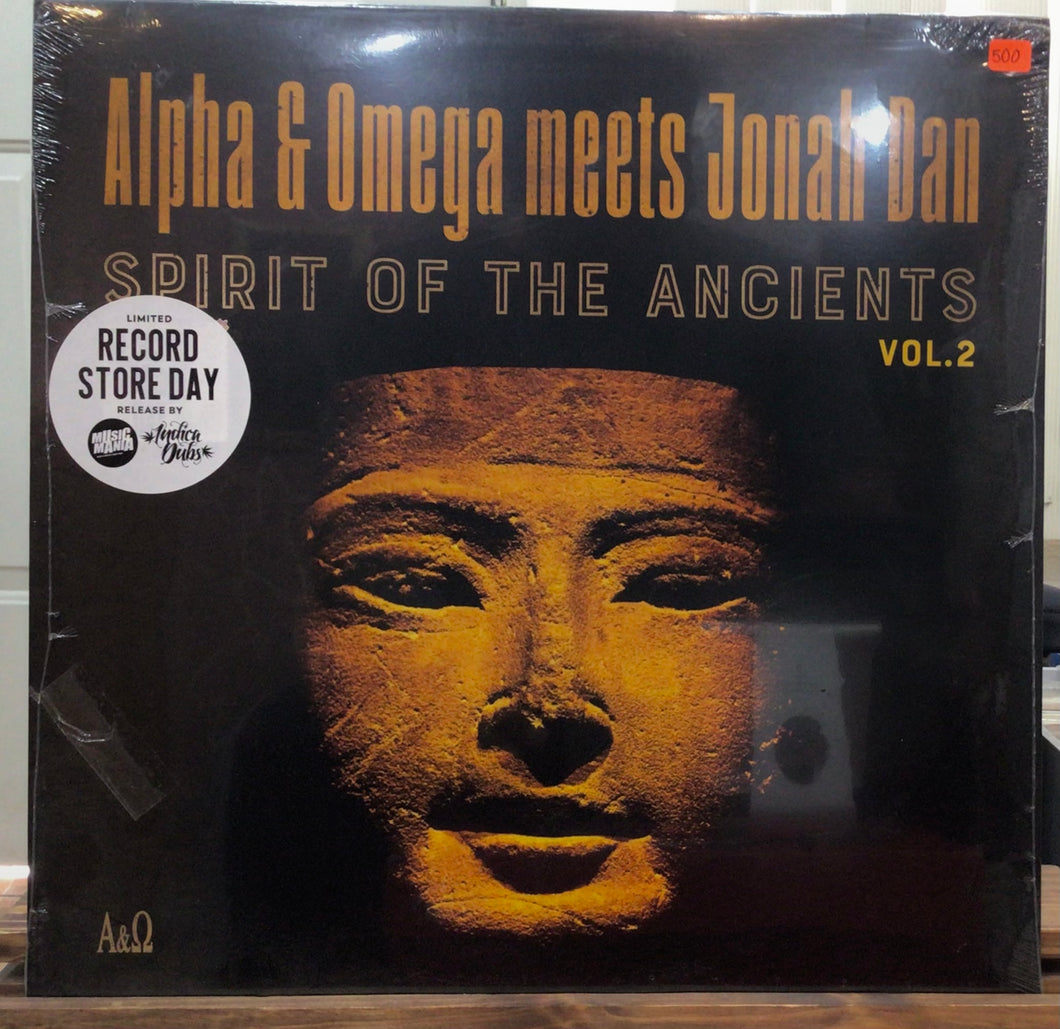 500
Alpha & Omega meets Jonah Dan
SPIRIT OF THE ANCIENTS
VOL.2
LIMITED
RECORD
STORE DAY
RELEASE BY
MUSIC
MANIA
Indica
Dubs
A&Ω